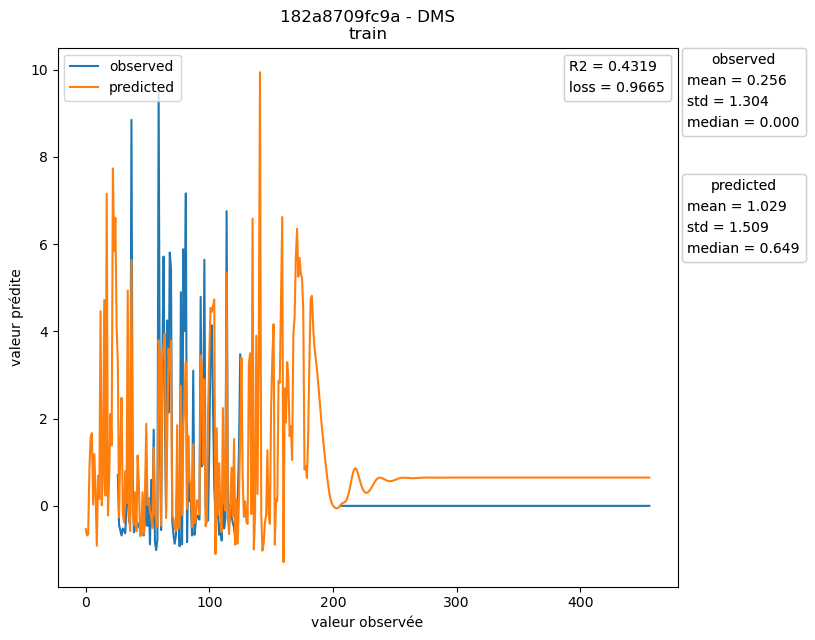 182a8709fc9a - DMS
train
observed
predicted
R2 = 0.4319
loss = 0.9665
observed
mean = 0.256
std = 1.304
median = 0.000
predicted
mean = 1.029
std = 1.509
median = 0.649
10
8
6
4
2
0
valeur prédite
0 100 200 300 400
valeur observée